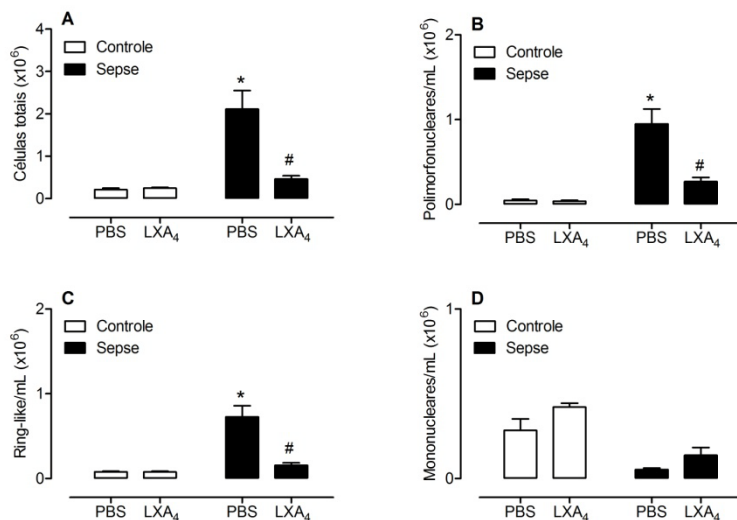 A
Células totais (x10⁶)
4
3
2
1
0
Controle
Sepse
*
#
PBS LXA₄ PBS LXA₄
B
Polimorfonucleares/mL (x10⁶)
2
1
0
Controle
Sepse
*
#
PBS LXA₄ PBS LXA₄
C
Ring-like/mL (x10⁶)
2
1
0
Controle
Sepse
*
#
PBS LXA₄ PBS LXA₄
D
Mononucleares/mL (x10⁶)
1
0
Controle
Sepse
PBS LXA₄ PBS LXA₄